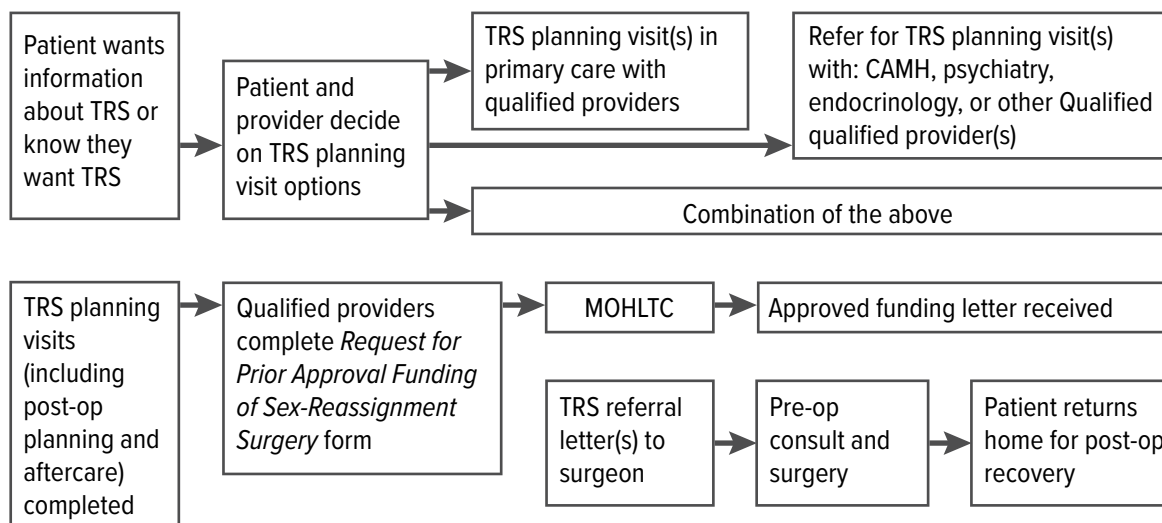 Patient wants
information
about TRS or
know they
want TRS
Patient and
provider decide
on TRS planning
visit options
TRS planning visit(s) in
primary care with
qualified providers
Refer for TRS planning visit(s)
with: CAMH, psychiatry,
endocrinology, or other Qualified
qualified provider(s)
Combination of the above
TRS planning
visits
(including
post-op
planning and
aftercare)
completed
Qualified providers
complete Request for
Prior Approval Funding
of Sex-Reassignment
Surgery form
MOHLTC
Approved funding letter received
TRS referral
letter(s) to
surgeon
Pre-op
consult and
surgery
Patient returns
home for post-op
recovery